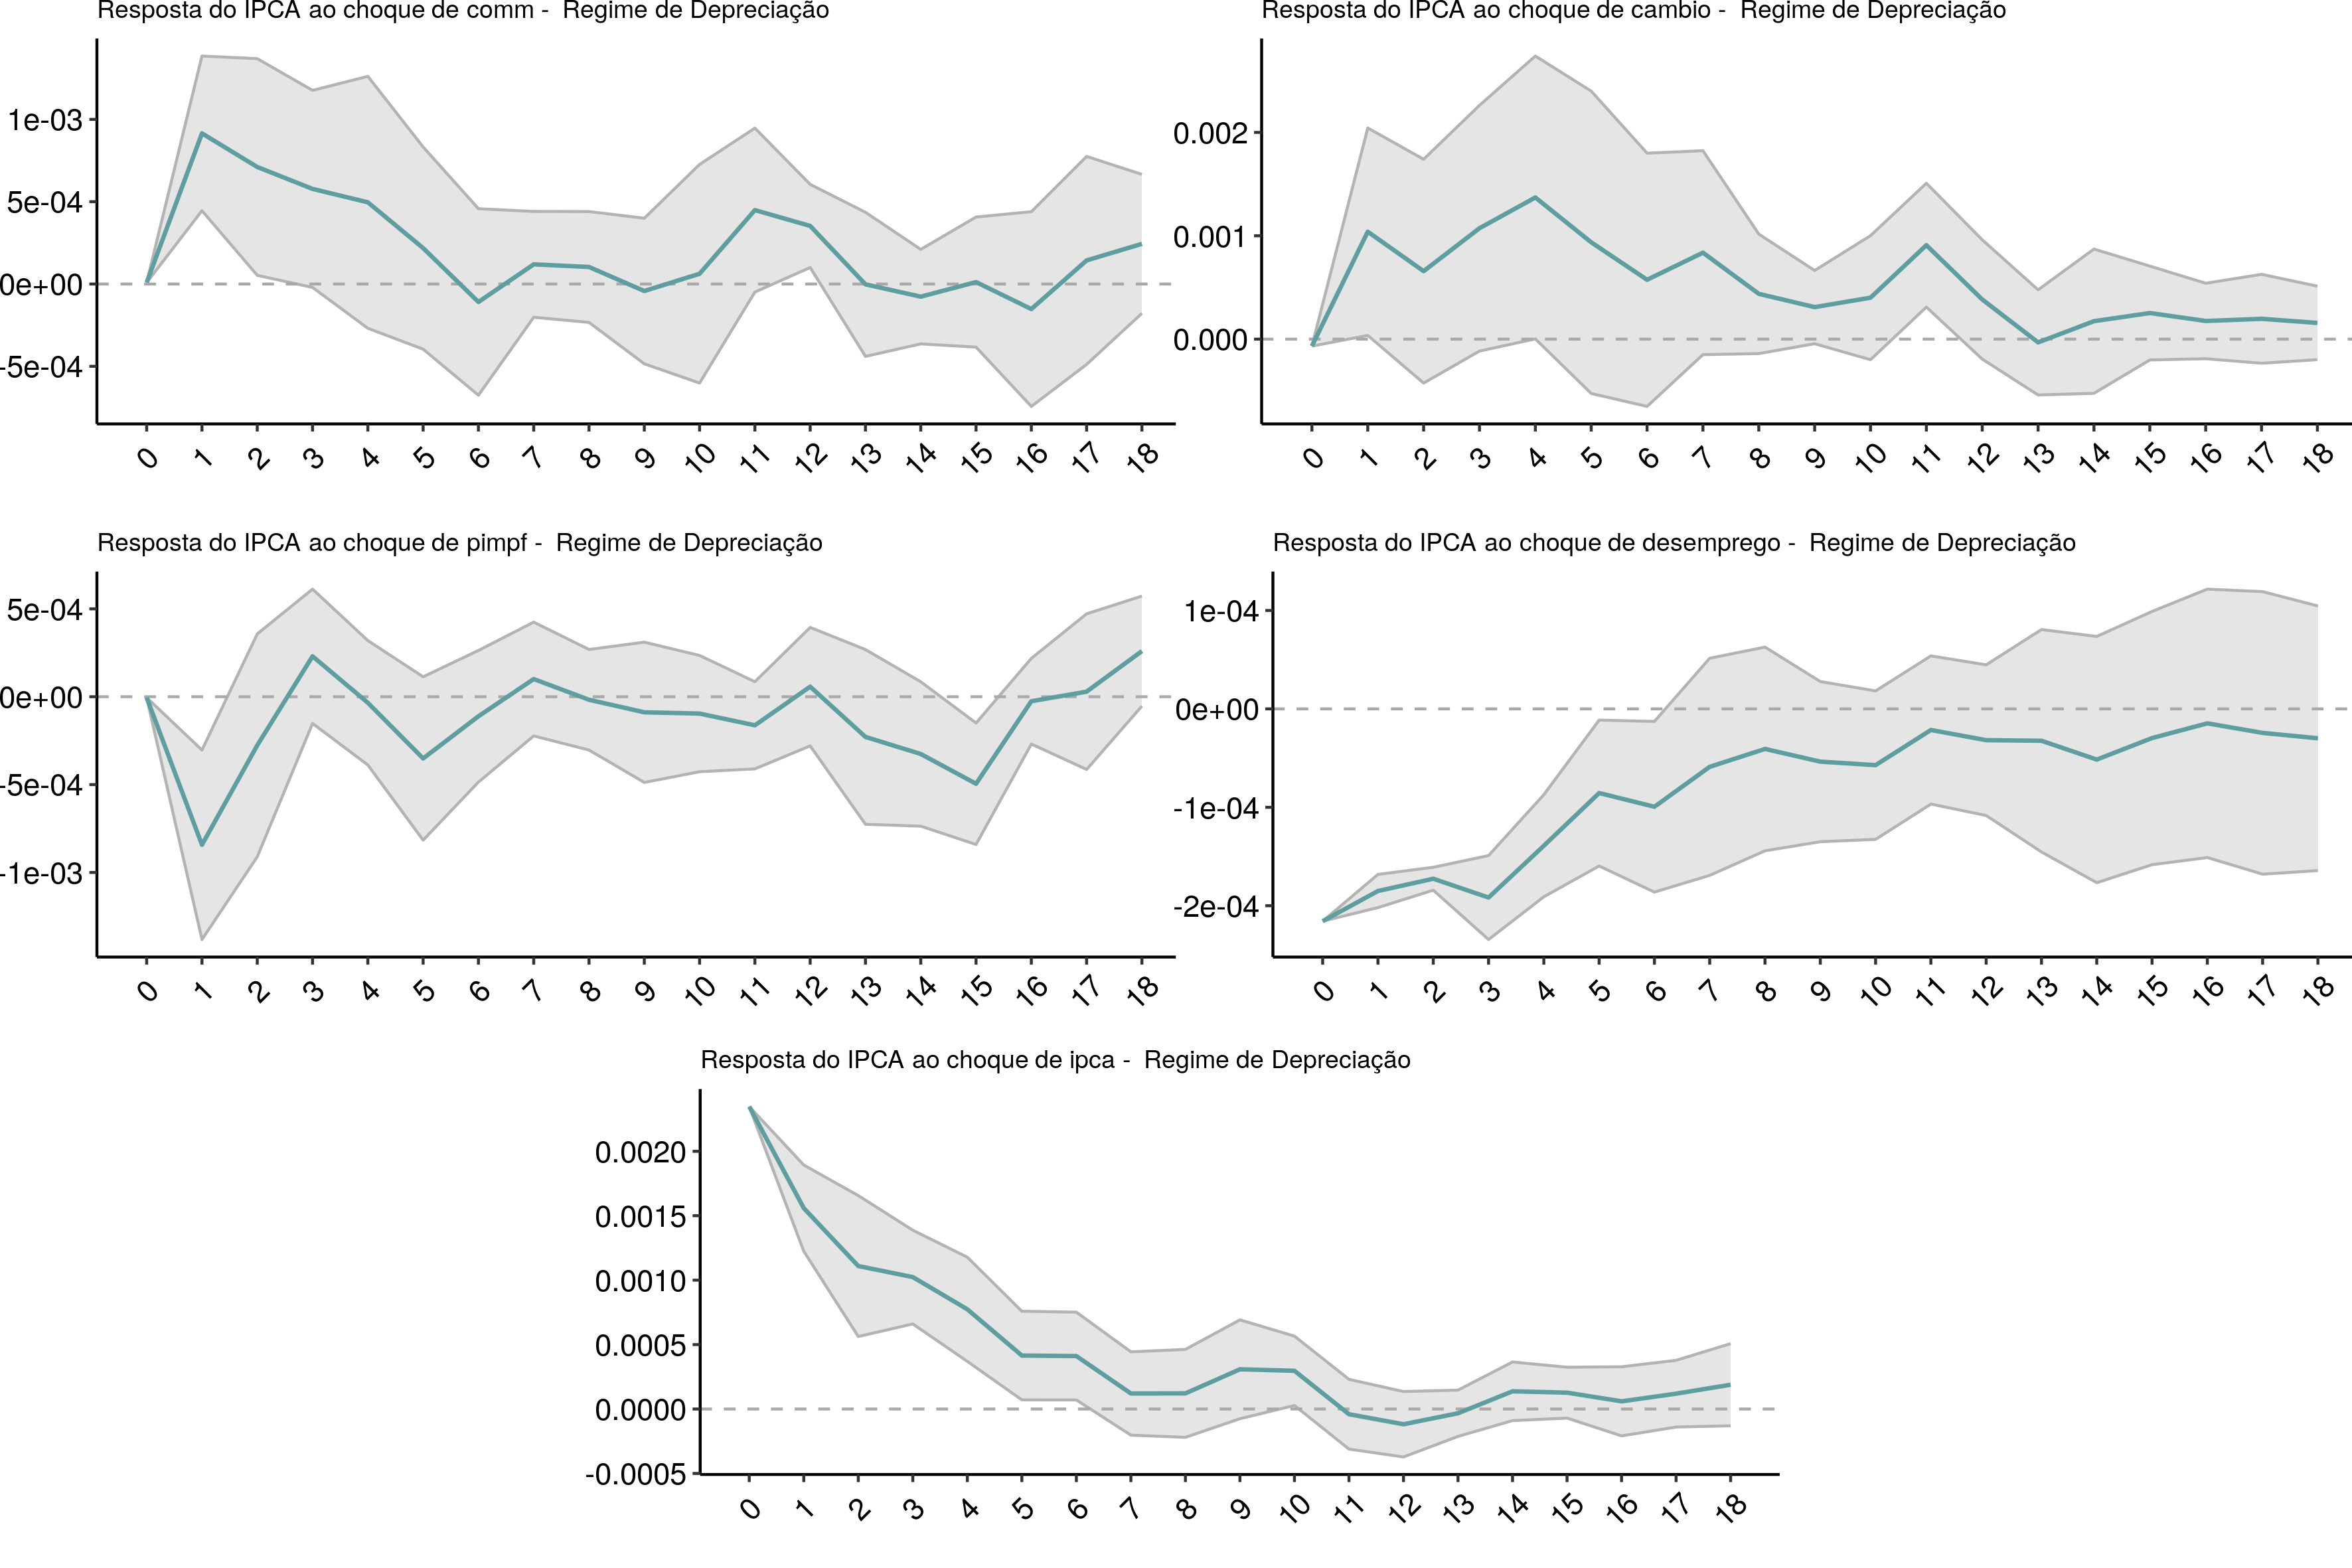 Resposta do IPCA ao choque de comm -  Regime de Depreciação
1e-03
5e-04
0e+00
-5e-04
0 1 2 3 4 5 6 7 8 9 10 11 12 13 14 15 16 17 18
Resposta do IPCA ao choque de cambio -  Regime de Depreciação
0.002
0.001
0.000
0 1 2 3 4 5 6 7 8 9 10 11 12 13 14 15 16 17 18
Resposta do IPCA ao choque de pimpf -  Regime de Depreciação
5e-04
0e+00
-5e-04
-1e-03
0 1 2 3 4 5 6 7 8 9 10 11 12 13 14 15 16 17 18
Resposta do IPCA ao choque de desemprego -  Regime de Depreciação
1e-04
0e+00
-1e-04
-2e-04
0 1 2 3 4 5 6 7 8 9 10 11 12 13 14 15 16 17 18
Resposta do IPCA ao choque de ipca -  Regime de Depreciação
0.0020
0.0015
0.0010
0.0005
0.0000
-0.0005
0 1 2 3 4 5 6 7 8 9 10 11 12 13 14 15 16 17 18